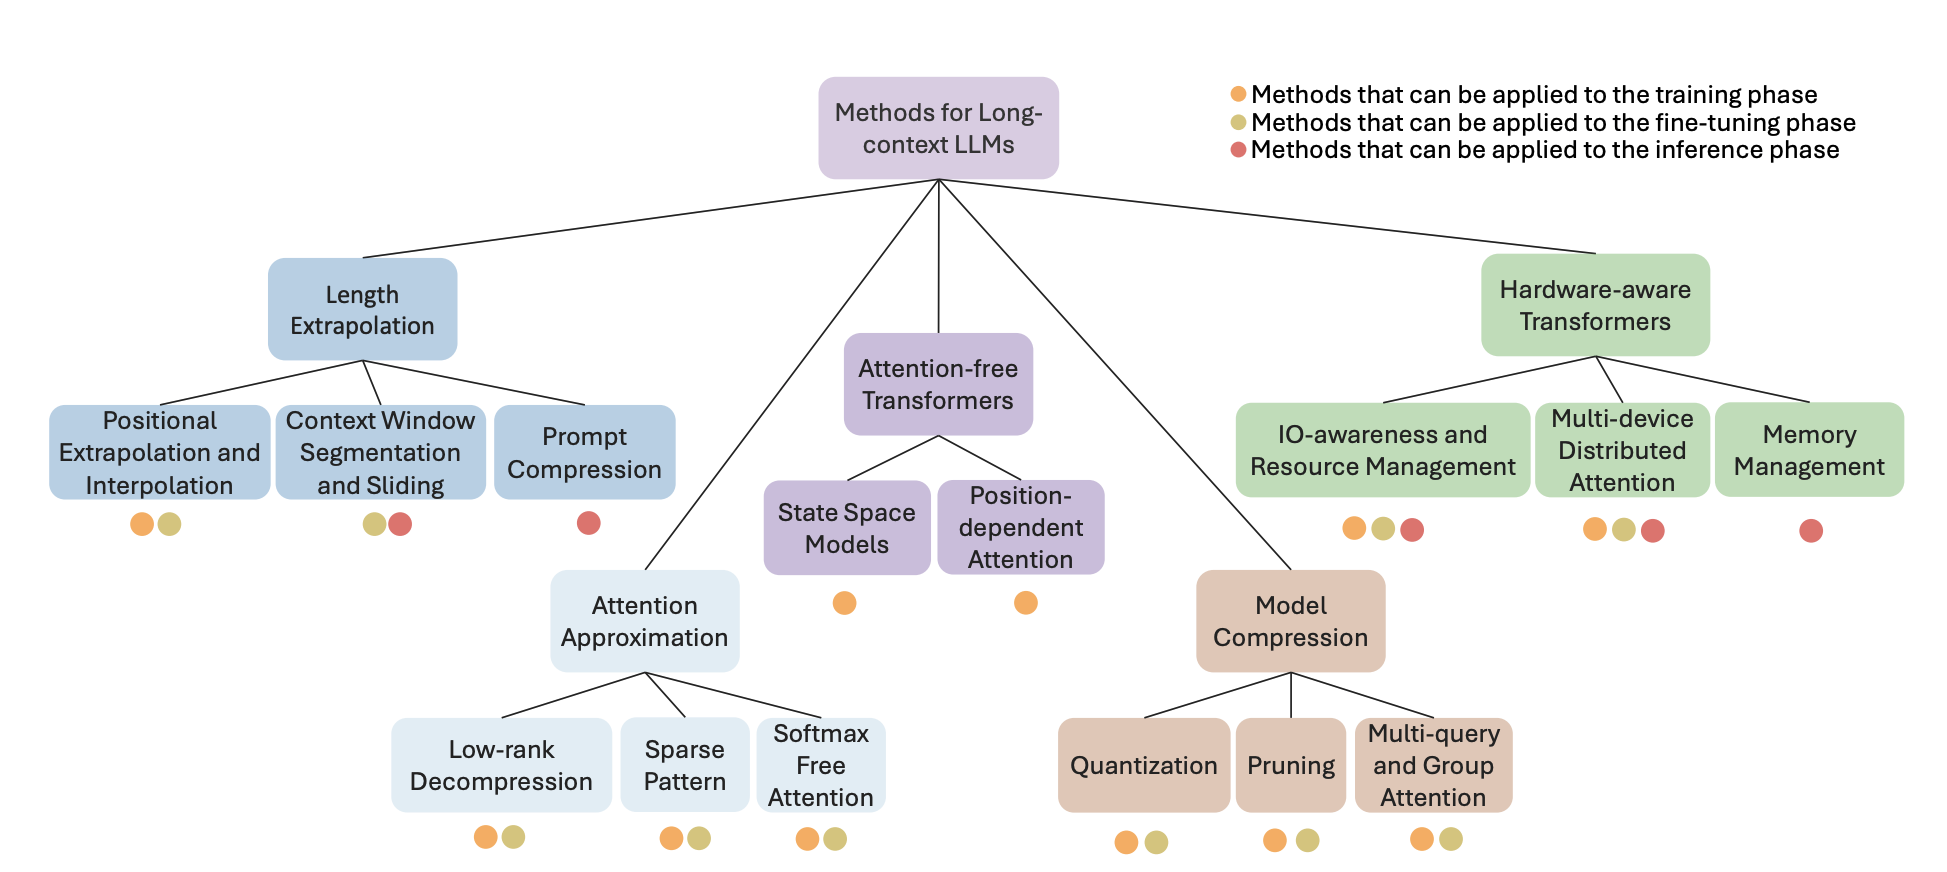 Methods for Long-
context LLMs
Methods that can be applied to the training phase
Methods that can be applied to the fine-tuning phase
Methods that can be applied to the inference phase
Length
Extrapolation
Positional
Extrapolation and
Interpolation
Context Window
Segmentation
and Sliding
Prompt
Compression
Attention
Approximation
Low-rank
Decompression
Sparse
Pattern
Softmax
Free
Attention
Attention-free
Transformers
State Space
Models
Position-
dependent
Attention
Model
Compression
Quantization
Pruning
Multi-query
and Group
Attention
Hardware-aware
Transformers
IO-awareness and
Resource Management
Multi-device
Distributed
Attention
Memory
Management